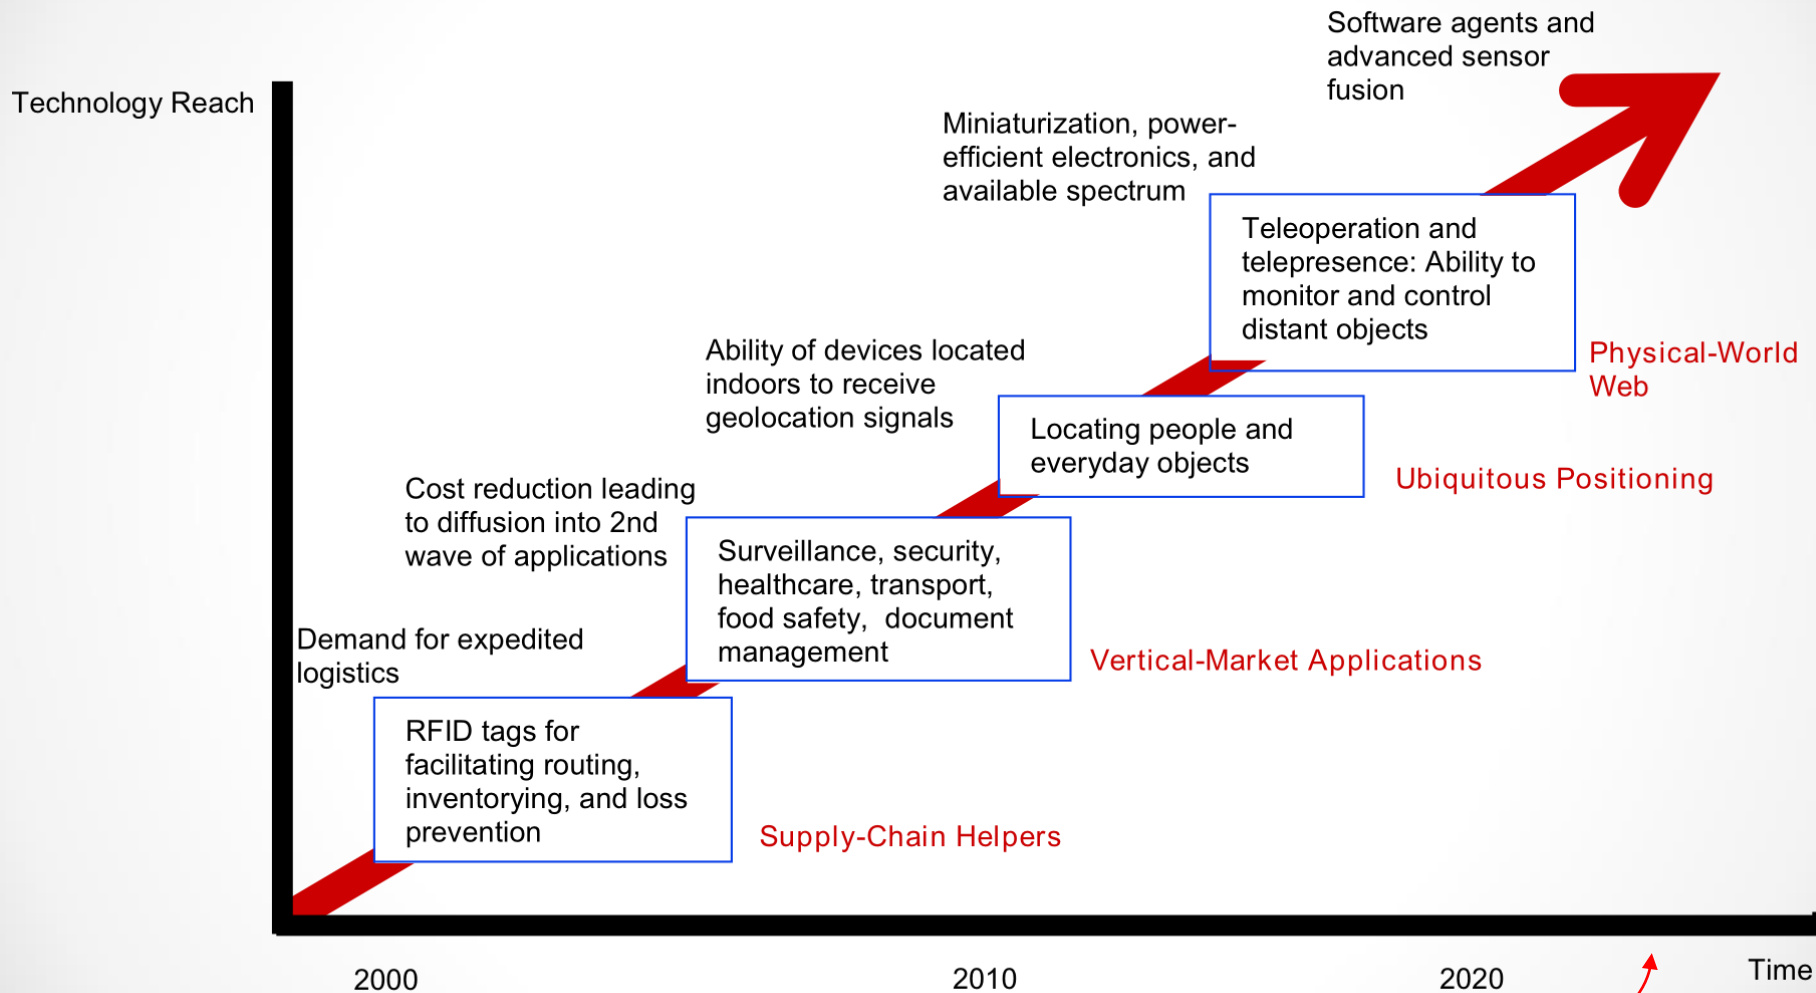 Software agents and
advanced sensor
fusion
Technology Reach
Miniaturization, power-
efficient electronics, and
available spectrum
Teleoperation and
telepresence: Ability to
monitor and control
distant objects
Physical-World
Web
Ability of devices located
indoors to receive
geolocation signals
Locating people and
everyday objects
Ubiquitous Positioning
Cost reduction leading
to diffusion into 2nd
wave of applications
Surveillance, security,
healthcare, transport,
food safety,  document
management
Vertical-Market Applications
Demand for expedited
logistics
RFID tags for
facilitating routing,
inventorying, and loss
prevention
Supply-Chain Helpers
2000
2010
2020
Time